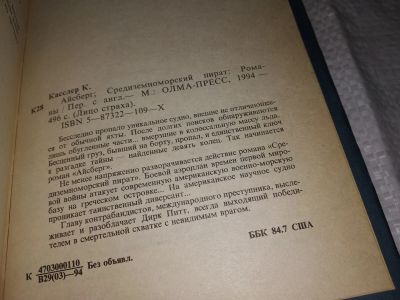 Касслер К.
К28 Айсберг; Средиземноморский пират: Рома-
ны / Пер. с англ.— М.: ОЛМА-ПРЕСС, 1994 —
496 с. (Лицо страха).
ISBN 5—87322—109—X
Бесследно пропало уникальное судно, внешне не отличающее-
ся от обычной яхты. После долгих поисков обнаруживаются
лишь обугленные части... вмерзшие в колоссальную массу льда.
Бесценный груз, бывший на борту, пропал, и единственный ключ
к разгадке тайны — найденные девять колец. Так начинается
роман «Айсберг».
Не менее напряженно разворачивается действие романа «Сре-
диземноморский пират». Боевой аэроплан времен первой миро-
вой войны атакует современную американскую военно-морскую
базу на греческом островке... На американское научное судно
проникает таинственный диверсант...
Главу контрабандистов, международного преступника, высле-
живает и разоблачает Дирк Питт, всегда выходящий победи-
телем в смертельной схватке с невидимым врагом.
ББК 84.7 США
К 4703000110
В29(03)—94 Без объявл.